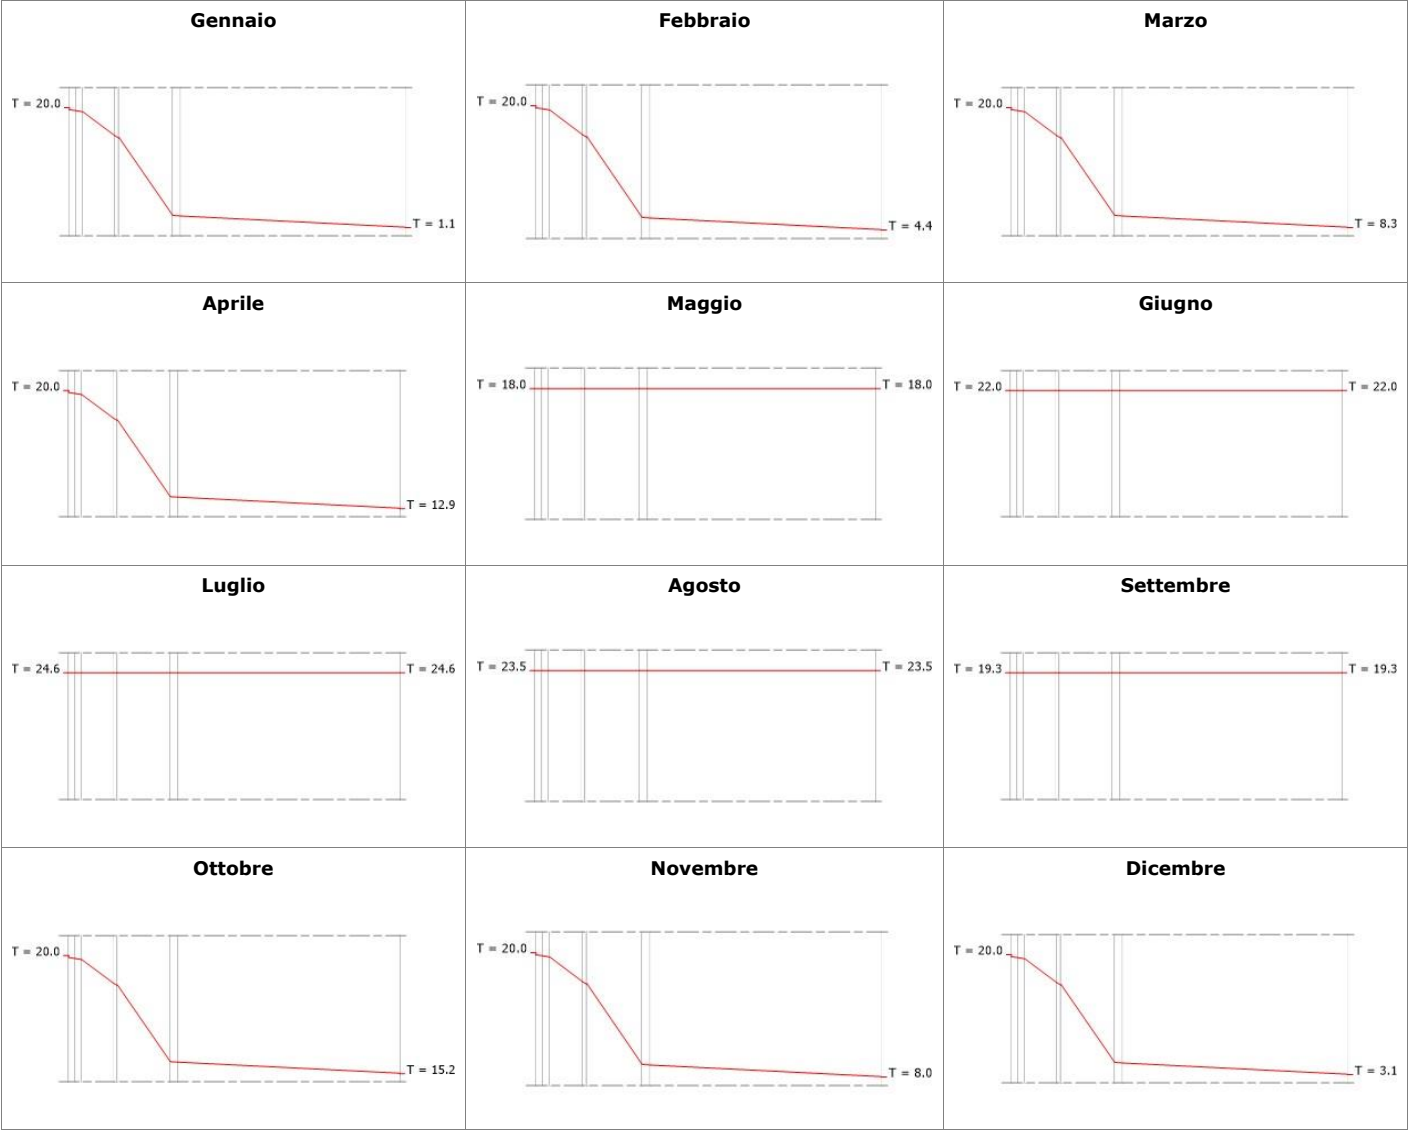 Gennaio
Febbraio
Marzo
T = 20.0
T = 1.1
T = 20.0
T = 4.4
T = 20.0
T = 8.3
Aprile
Maggio
Giugno
T = 20.0
T = 12.9
T = 18.0
T = 18.0
T = 22.0
T = 22.0
Luglio
Agosto
Settembre
T = 24.6
T = 24.6
T = 23.5
T = 23.5
T = 19.3
T = 19.3
Ottobre
Novembre
Dicembre
T = 20.0
T = 15.2
T = 20.0
T = 8.0
T = 20.0
T = 3.1